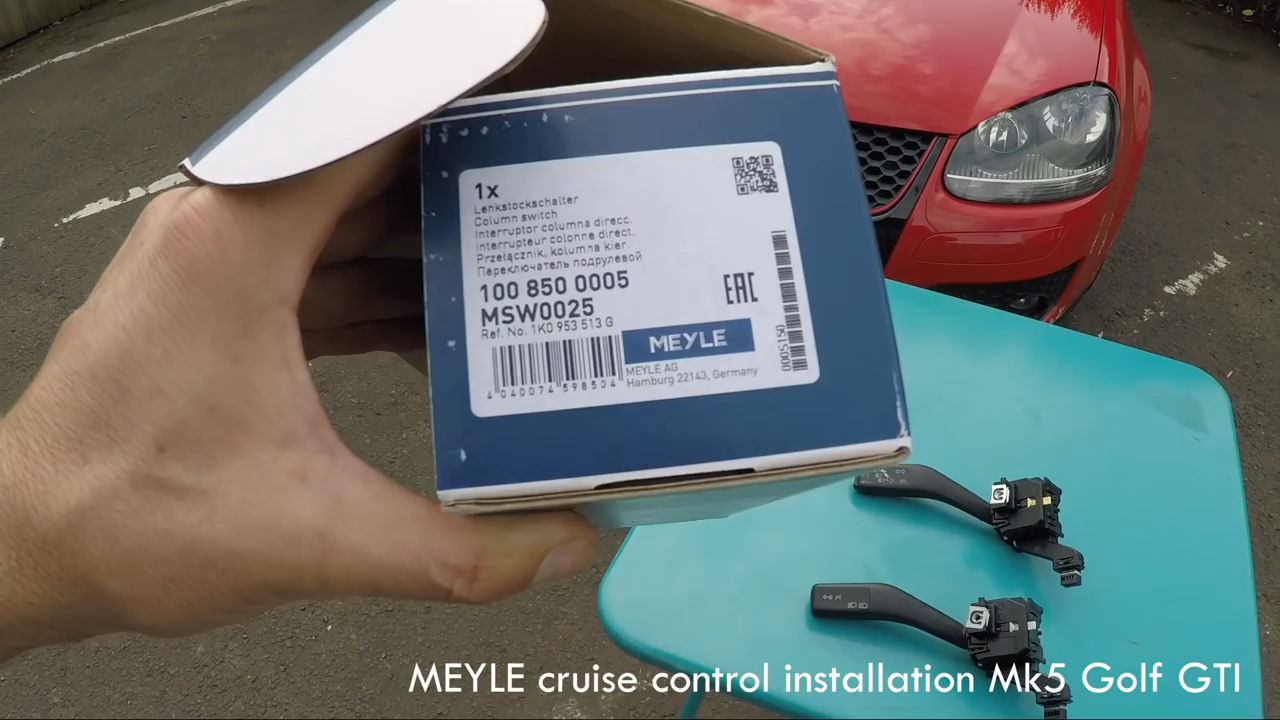 1x
Lenkstockschalter
Column switch
Interruptor columna direcc.
Interrupteur colonne direct.
Przełącznik, kolumna kier.
Переключатель подрулевой
100 850 0005
MSW0025
Ref. No. 1K0 953 513 G
EAC
MEYLE
MEYLE AG
Hamburg 22143, Germany
4 040074 598504
0005150
MEYLE cruise control installation Mk5 Golf GTI